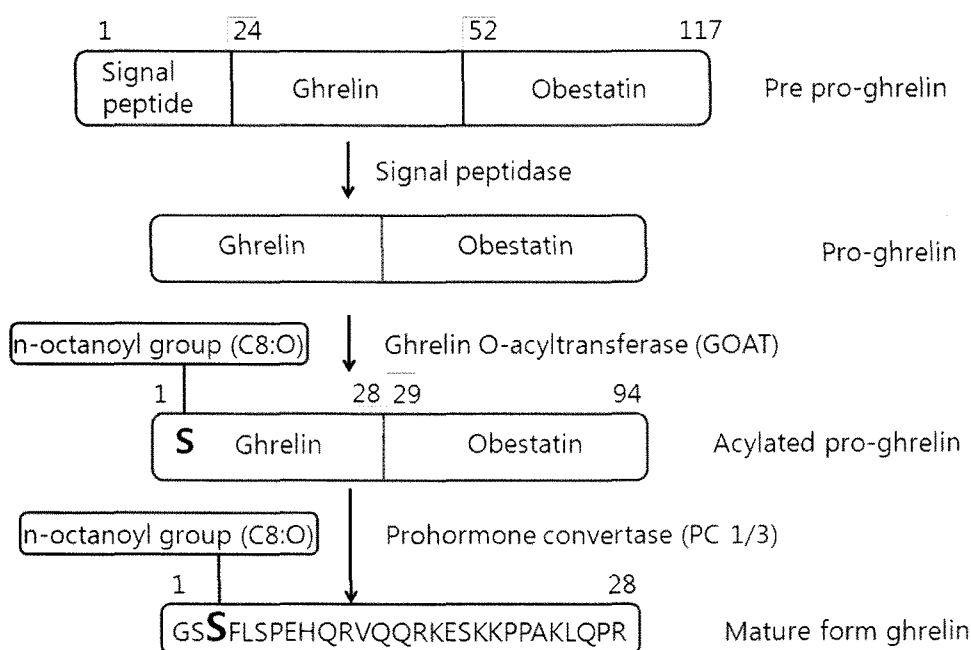 1 24 52 117
Signal
peptide
Ghrelin Obestatin Pre pro-ghrelin
Signal peptidase
Ghrelin Obestatin Pro-ghrelin
n-octanoyl group (C8:O) Ghrelin O-acyltransferase (GOAT)
1 28 29 94
S Ghrelin Obestatin Acylated pro-ghrelin
n-octanoyl group (C8:O) Prohormone convertase (PC 1/3)
1 28
GSSFLSPEHQRVQQRKESKKPPAKLQPR Mature form ghrelin